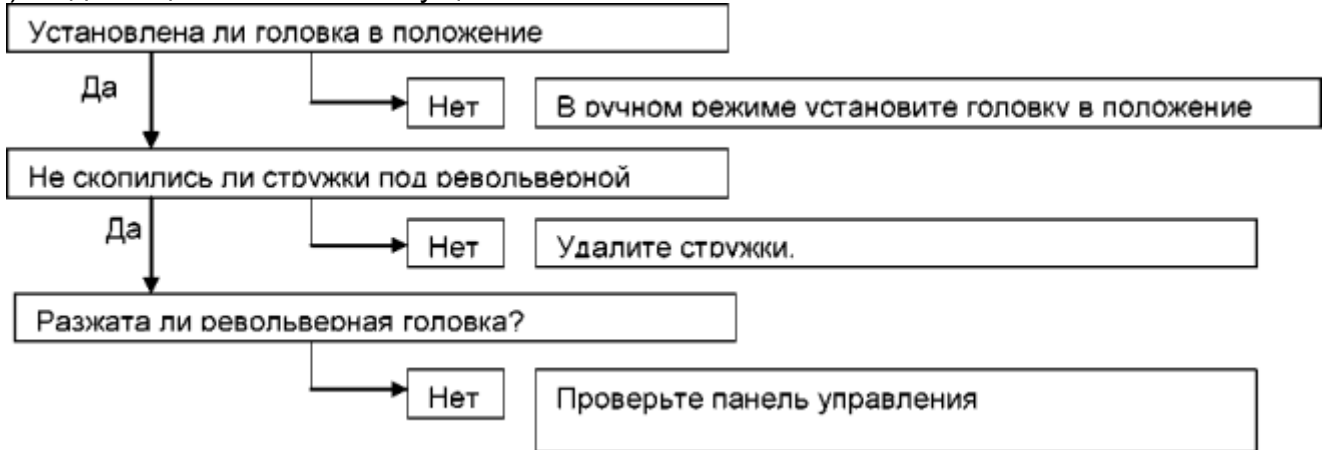 Установлена ли головка в положение
Да
Нет
В ручном режиме установите головку в положение
Не скопились ли стружки под револьверной
Да
Нет
Удалите стружки.
Разжата ли револьверная головка?
Нет
Проверьте панель управления